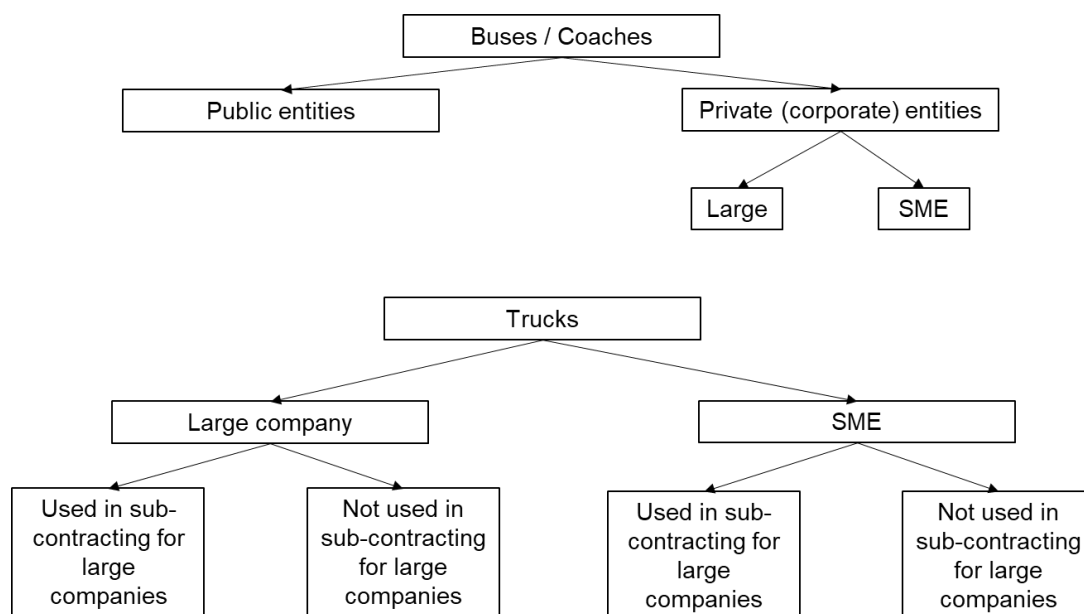 Buses / Coaches
Public entities
Private (corporate) entities
Large
SME
Trucks
Large company
SME
Used in sub-
contracting for
large
companies
Not used in
sub-contracting
for large
companies
Used in sub-
contracting for
large
companies
Not used in
sub-contracting
for large
companies